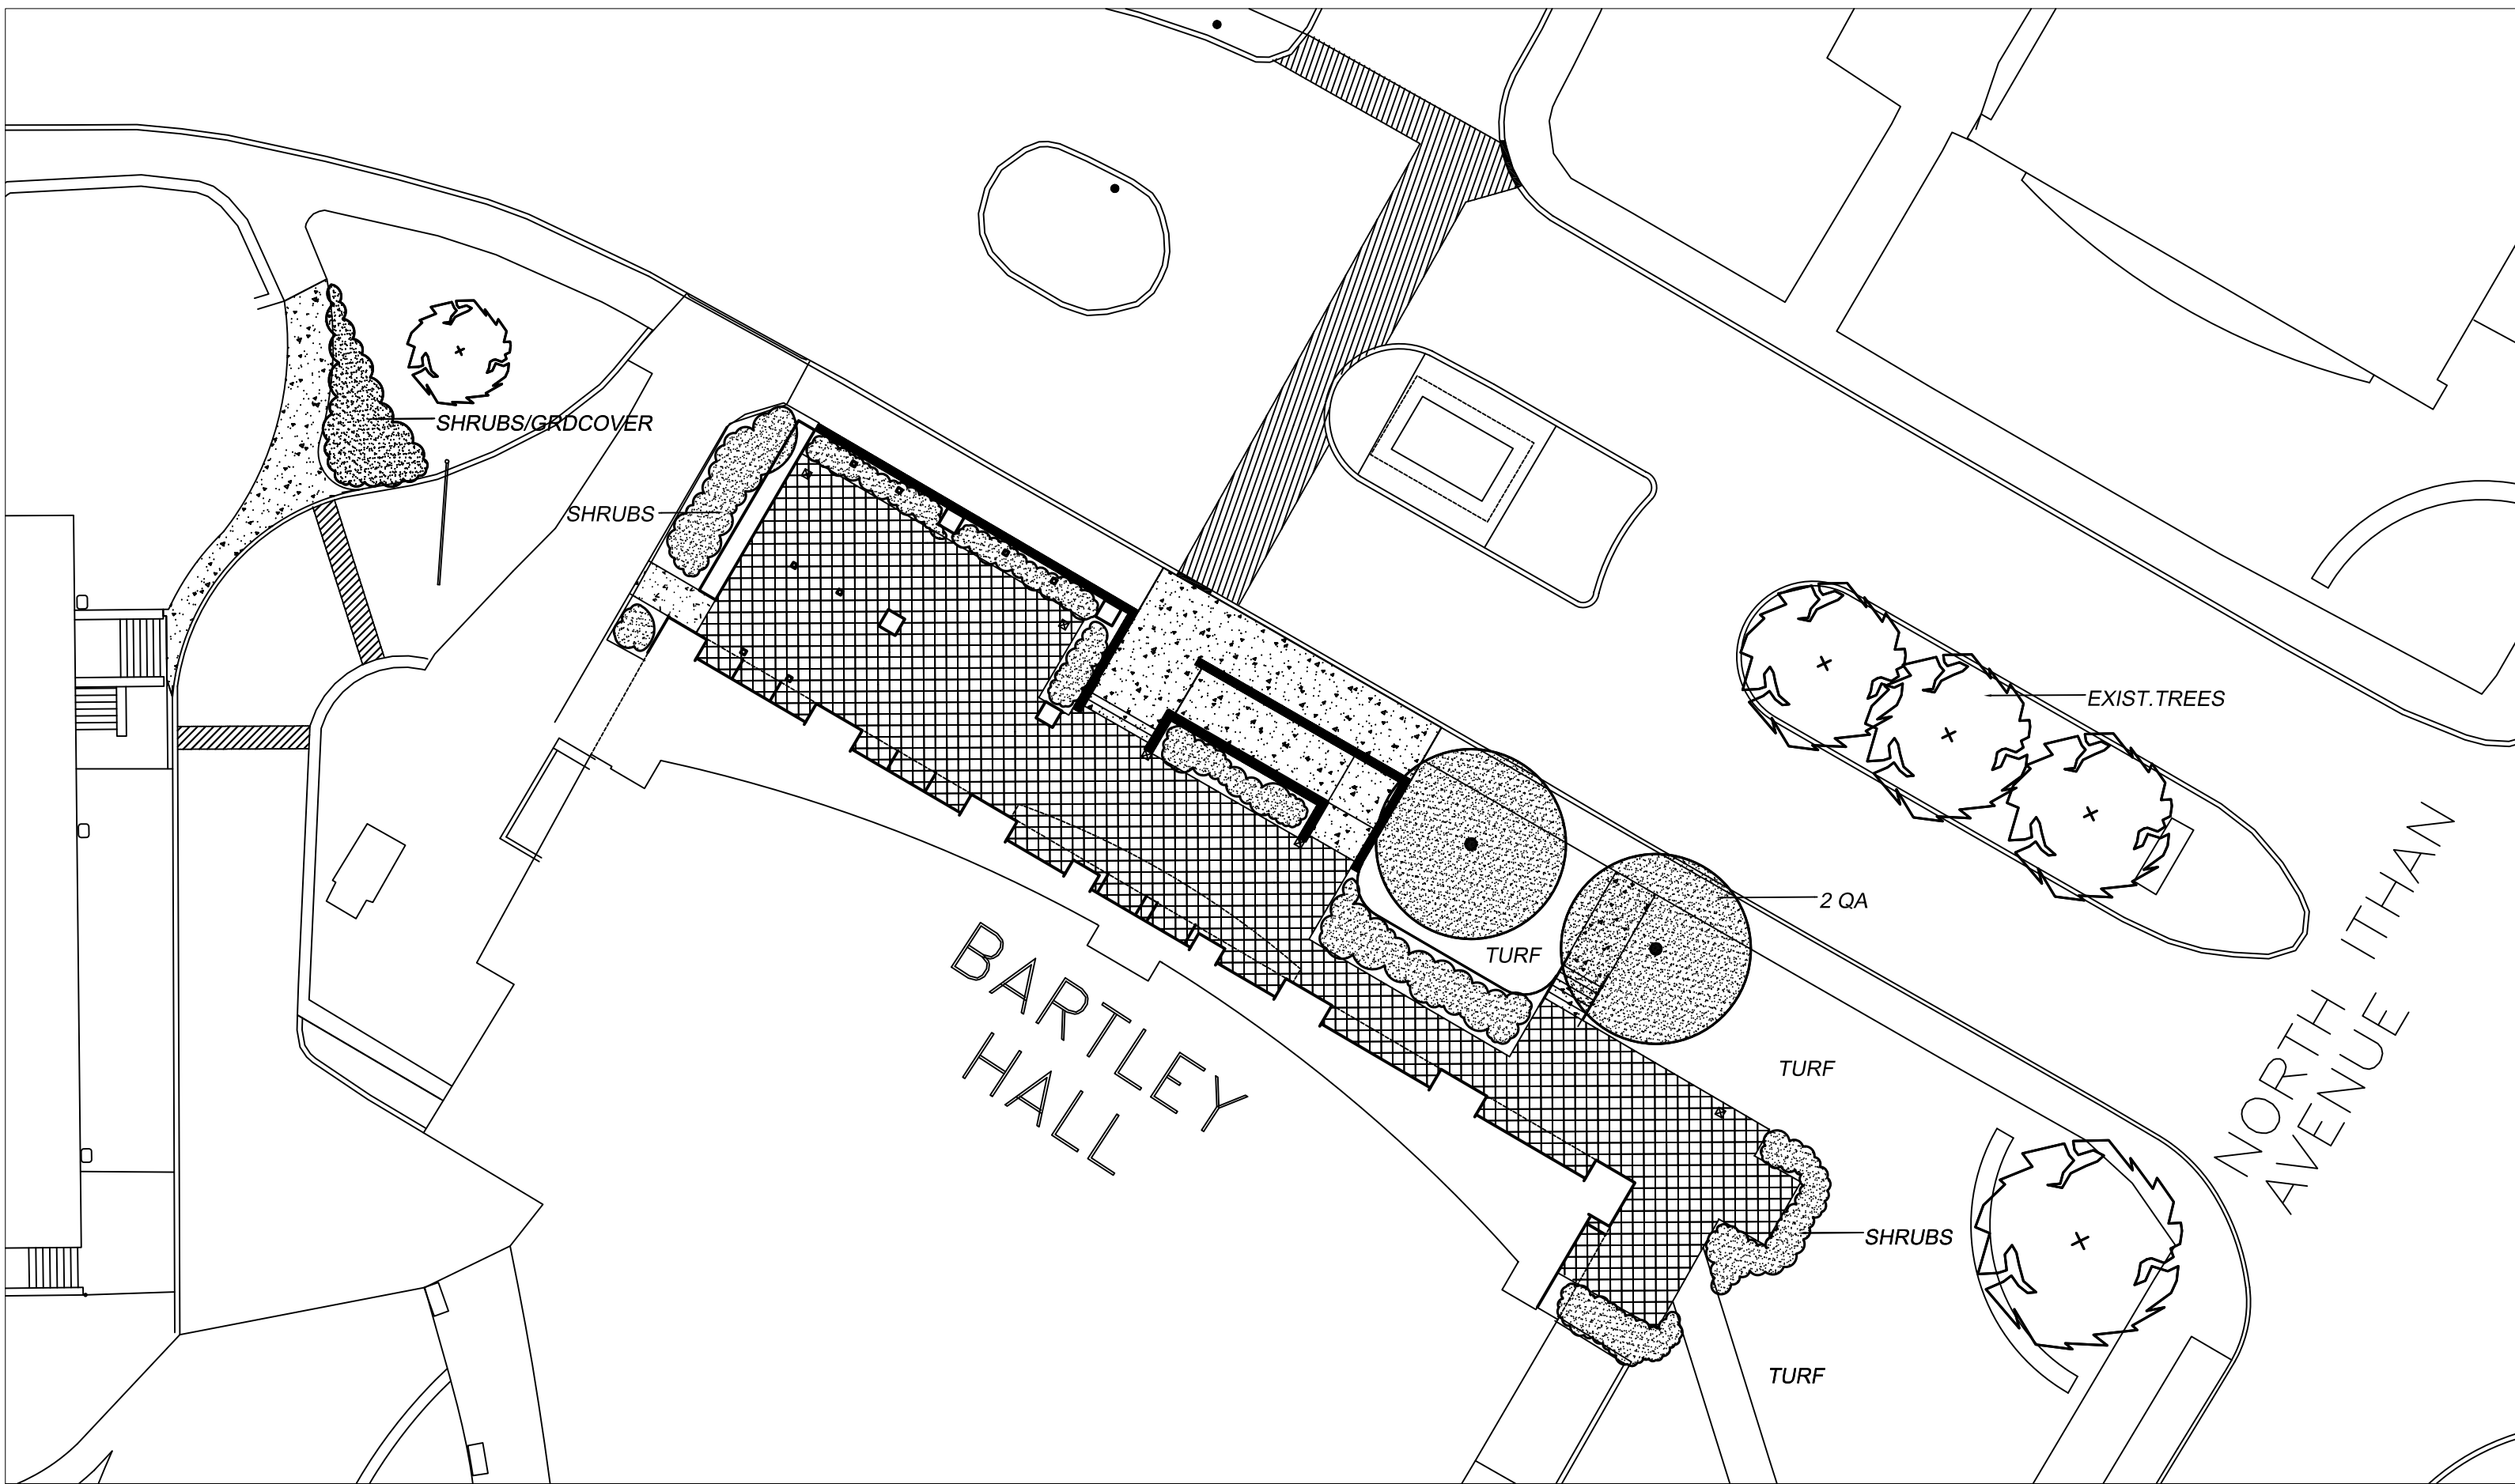 SHRUBS/GRDCOVER
SHRUBS
EXIST.TREES
2 QA
TURF
BARTLEY
HALL
NORTH ITHAN
AVENUE
TURF
SHRUBS
TURF